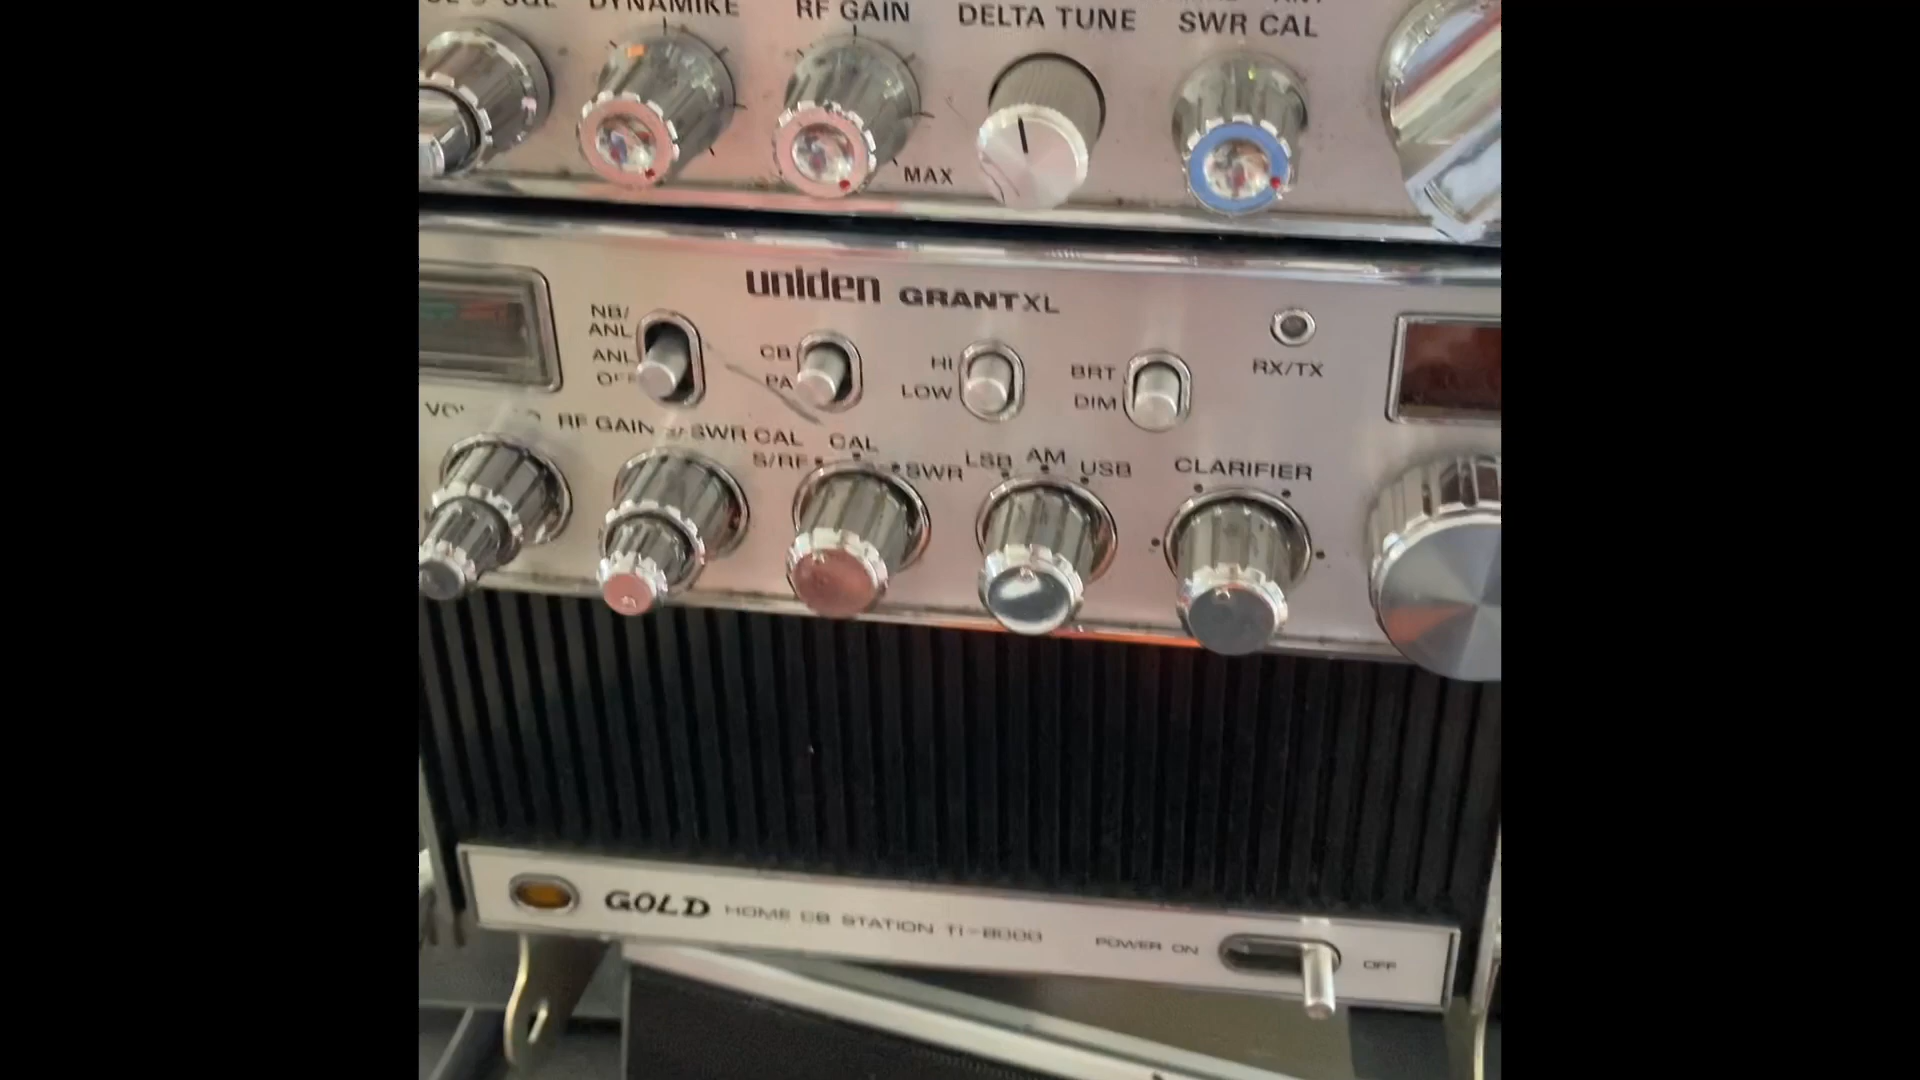 DYNAMIKE RF GAIN DELTA TUNE SWR CAL
MAX
uniden GRANT XL
NB/
ANL
ANL
OFF
CB
PA
HI
LOW
BRT
DIM
RX/TX
RF GAIN SWR CAL
S/RF CAL SWR
LSB AM USB
CLARIFIER
GOLD HOME CB STATION
POWER ON OFF